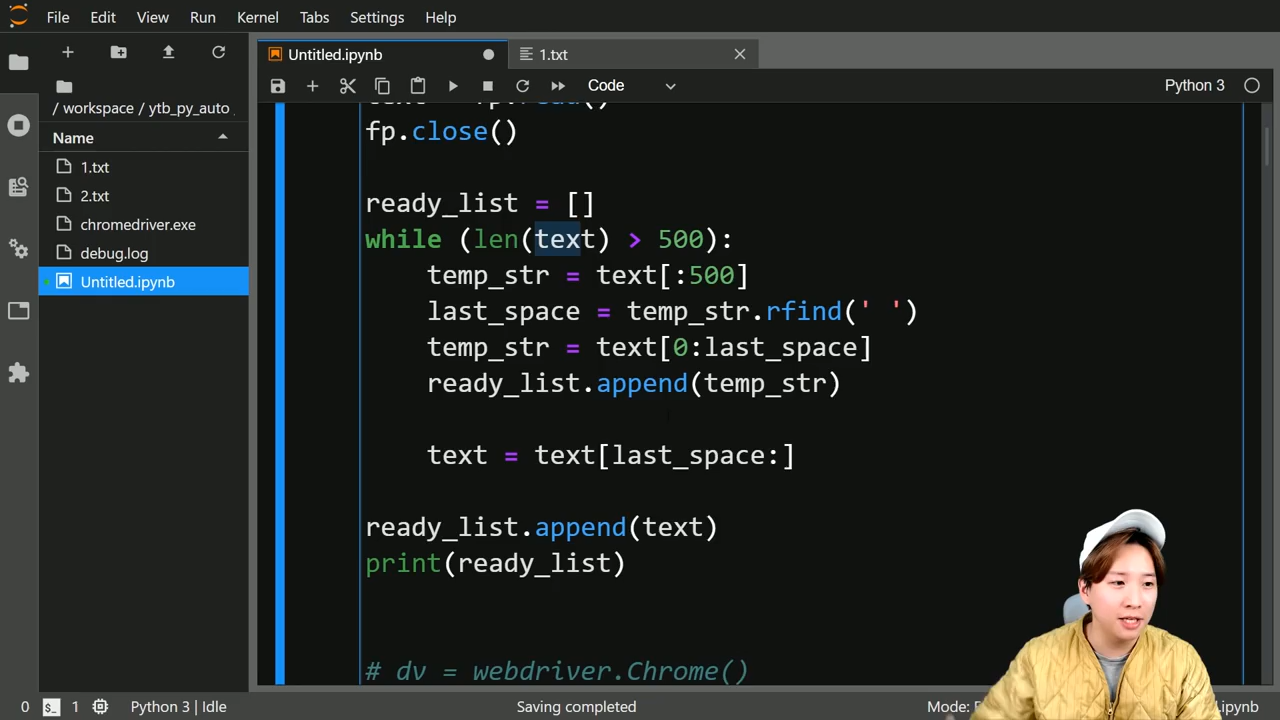 File Edit View Run Kernel Tabs Settings Help
Untitled.ipynb
1.txt
Code
Python 3
/ workspace / ytb_py_auto
Name
1.txt
2.txt
chromedriver.exe
debug.log
Untitled.ipynb
fp.close()
ready_list = []
while (len(text) > 500):
temp_str = text[:500]
last_space = temp_str.rfind(' ')
temp_str = text[0:last_space]
ready_list.append(temp_str)
text = text[last_space:]
ready_list.append(text)
print(ready_list)
# dv = webdriver.Chrome()
0 $_ 1 Python 3 | Idle Saving completed Mode: